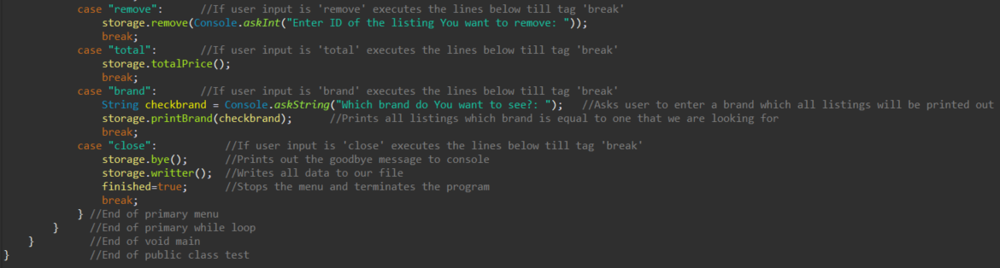 case "remove":      //If user input is 'remove' executes the lines below till tag 'break'
storage.remove(Console.askInt("Enter ID of the listing You want to remove: "));
break;
case "total":       //If user input is 'total' executes the lines below till tag 'break'
storage.totalPrice();
break;
case "brand":       //If user input is 'brand' executes the lines below till tag 'break'
String checkbrand = Console.askString("Which brand do You want to see?: ");   //Asks user to enter a brand which all listings will be printed out
storage.printBrand(checkbrand);      //Prints all listings which brand is equal to one that we are looking for
break;
case "close":           //If user input is 'close' executes the lines below till tag 'break'
storage.bye();      //Prints out the goodbye message to console
storage.writter();  //Writes all data to our file
finished=true;      //Stops the menu and terminates the program
break;
} //End of primary menu
}     //End of primary while loop
}         //End of void main
}             //End of public class test